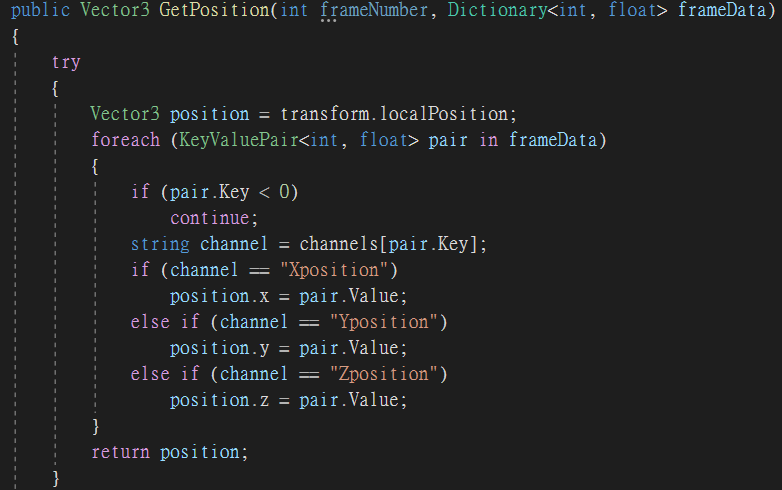 public Vector3 GetPosition(int frameNumber, Dictionary<int, float> frameData)
{
try
{
Vector3 position = transform.localPosition;
foreach (KeyValuePair<int, float> pair in frameData)
{
if (pair.Key < 0)
continue;
string channel = channels[pair.Key];
if (channel == "Xposition")
position.x = pair.Value;
else if (channel == "Yposition")
position.y = pair.Value;
else if (channel == "Zposition")
position.z = pair.Value;
}
return position;
}